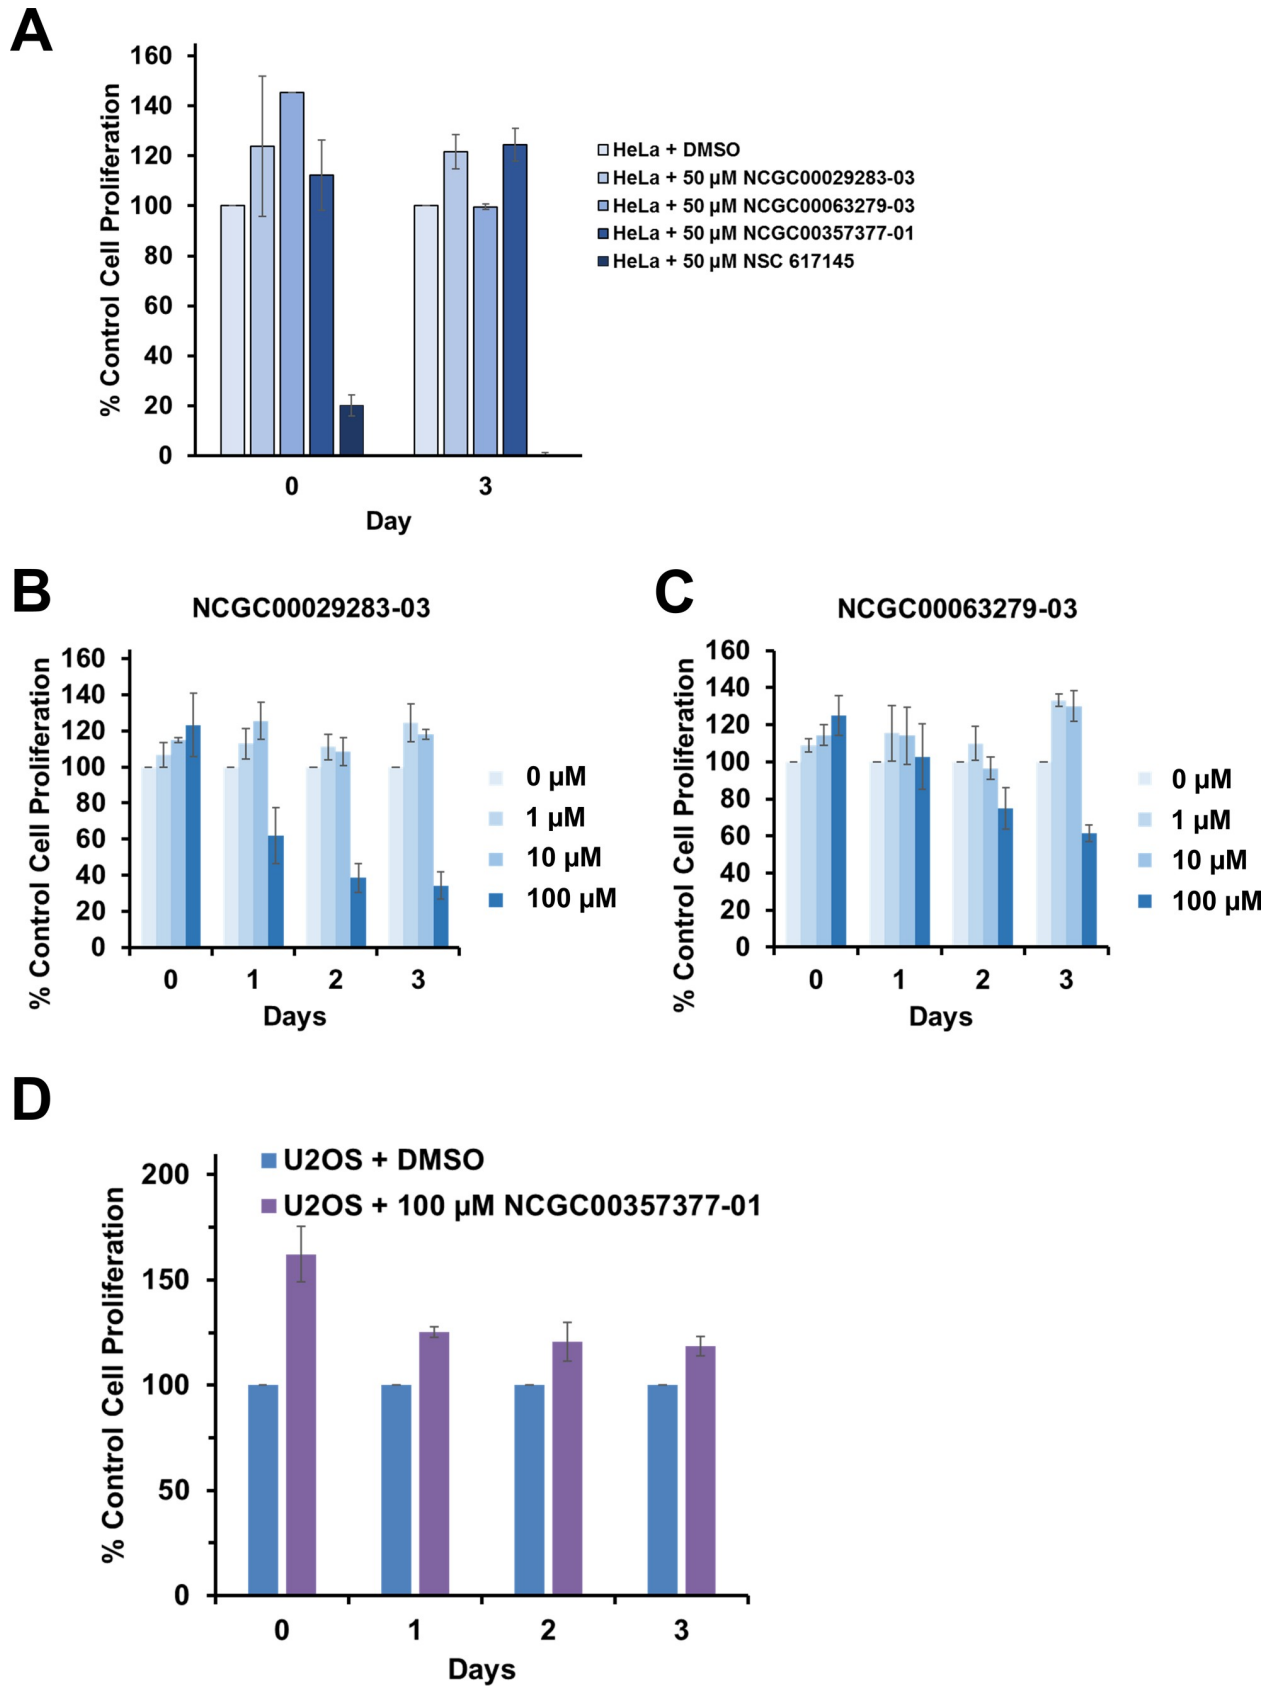 A
160
140
120
100
80
60
40
20
0
% Control Cell Proliferation
0 3
Day
HeLa + DMSO
HeLa + 50 µM NCGC00029283-03
HeLa + 50 µM NCGC00063279-03
HeLa + 50 µM NCGC00357377-01
HeLa + 50 µM NSC 617145
B
NCGC00029283-03
160
140
120
100
80
60
40
20
0
% Control Cell Proliferation
0 1 2 3
Days
0 µM
1 µM
10 µM
100 µM
C
NCGC00063279-03
160
140
120
100
80
60
40
20
0
% Control Cell Proliferation
0 1 2 3
Days
0 µM
1 µM
10 µM
100 µM
D
U2OS + DMSO
U2OS + 100 µM NCGC00357377-01
200
150
100
50
0
% Control Cell Proliferation
0 1 2 3
Days